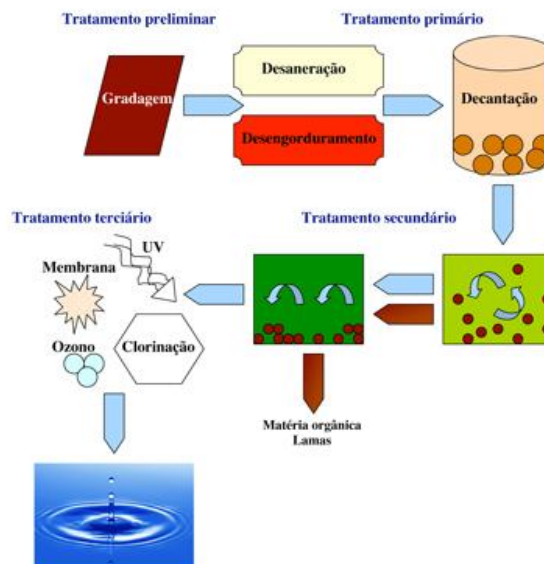 Tratamento preliminar
Tratamento primário
Gradagem
Desaneração
Desengorduramento
Decantação
Tratamento terciário
Tratamento secundário
UV
Membrana
Ozono
Clorinação
Matéria orgânica
Lamas